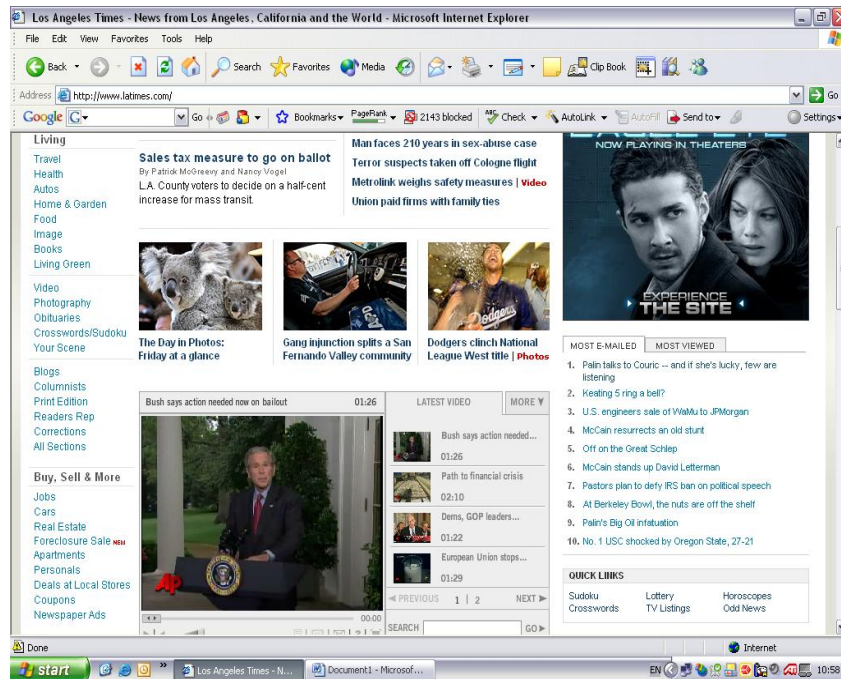 Los Angeles Times - News from Los Angeles, California and the World - Microsoft Internet Explorer
File Edit View Favorites Tools Help
Back Search Favorites Media Clip Book
Address http://www.latimes.com/ Go
Google G Go Bookmarks PageRank 2143 blocked ABC Check AutoLink AutoFill Send to Settings
Living
Travel
Health
Autos
Home & Garden
Food
Image
Books
Living Green
Video
Photography
Obituaries
Crosswords/Sudoku
Your Scene
Blogs
Columnists
Print Edition
Readers Rep
Corrections
All Sections
Buy, Sell & More
Jobs
Cars
Real Estate
Foreclosure Sale NEW
Apartments
Personals
Deals at Local Stores
Coupons
Newspaper Ads
Sales tax measure to go on ballot
By Patrick McGreevy and Nancy Vogel
L.A. County voters to decide on a half-cent
increase for mass transit.
Man faces 210 years in sex-abuse case
Terror suspects taken off Cologne flight
Metrolink weighs safety measures | Video
Union paid firms with family ties
The Day in Photos:
Friday at a glance
Gang injunction splits a San
Fernando Valley community
Dodgers
Dodgers clinch National
League West title | Photos
Bush says action needed now on bailout 01:26
AP
00:00
LATEST VIDEO MORE
Bush says action needed...
01:26
Path to financial crisis
02:10
Dems, GOP leaders...
01:22
European Union stops...
01:29
PREVIOUS 1 | 2 NEXT
SEARCH GO
EAGLE EYE
NOW PLAYING IN THEATERS
EXPERIENCE
THE SITE
MOST E-MAILED MOST VIEWED
1. Palin talks to Couric -- and if she's lucky, few are
listening
2. Keating 5 ring a bell?
3. U.S. engineers sale of WaMu to JPMorgan
4. McCain resurrects an old stunt
5. Off on the Great Schlep
6. McCain stands up David Letterman
7. Pastors plan to defy IRS ban on political speech
8. At Berkeley Bowl, the nuts are off the shelf
9. Palin's Big Oil infatuation
10. No. 1 USC shocked by Oregon State, 27-21
QUICK LINKS
Sudoku Lottery Horoscopes
Crosswords TV Listings Odd News
Done Internet
start Los Angeles Times - N... Document1 - Microsof... EN 10:58